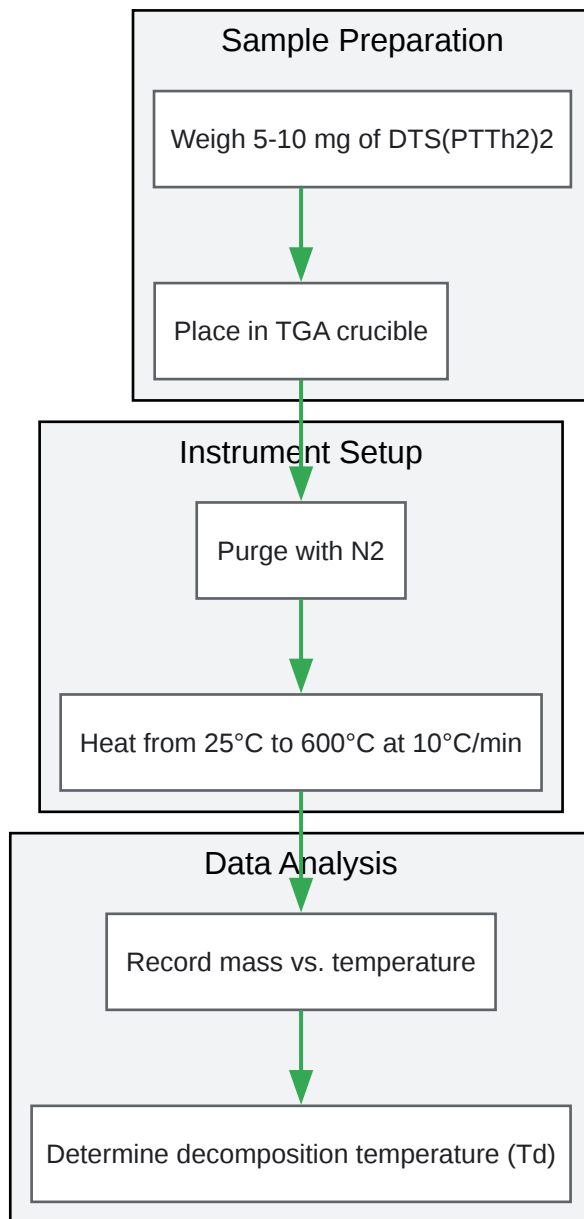 Sample Preparation
Weigh 5-10 mg of DTS(PTTh2)2
Place in TGA crucible
Instrument Setup
Purge with N2
Heat from 25°C to 600°C at 10°C/min
Data Analysis
Record mass vs. temperature
Determine decomposition temperature (Td)